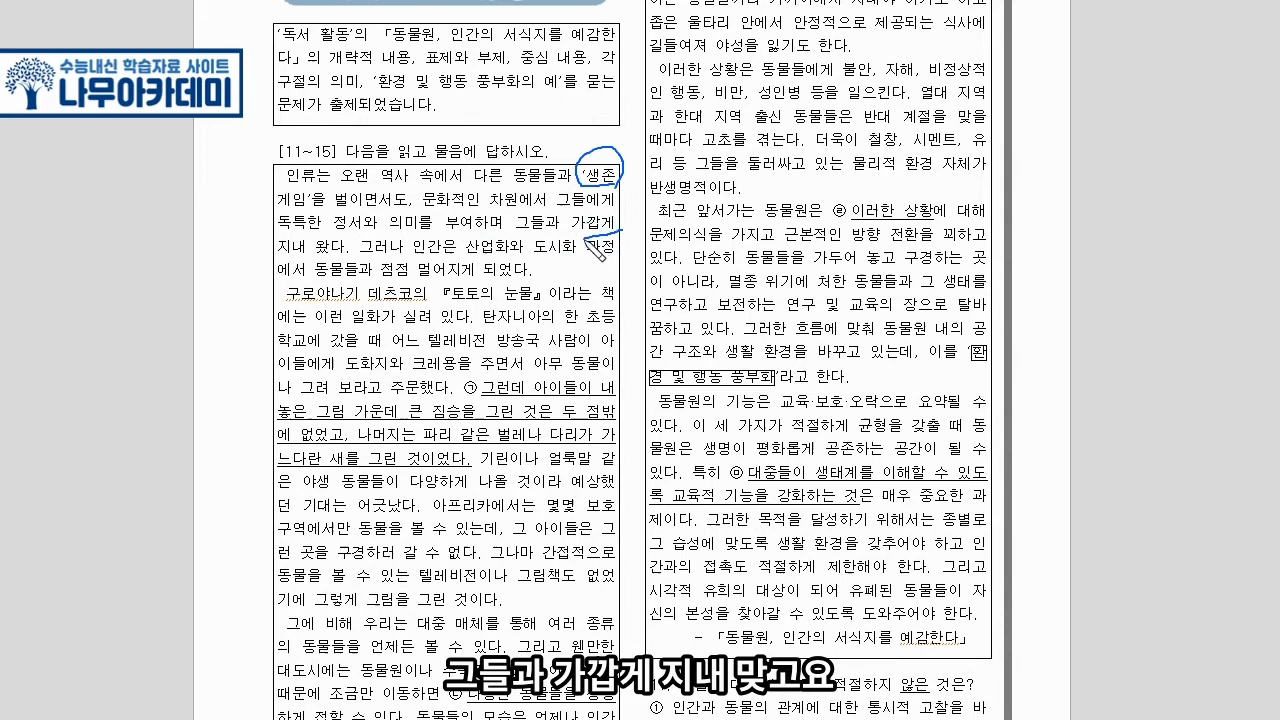 수능내신 학습자료 사이트
나무아카데미
'독서 활동'의 「동물원, 인간의 서식지를 예감한
다」의 개략적 내용, 표제와 부제, 중심 내용, 각
구절의 의미, '환경 및 행동 풍부화의 예'를 묻는
문제가 출제되었습니다.
[11~15] 다음을 읽고 물음에 답하시오.
인류는 오랜 역사 속에서 다른 동물들과 '생존
게임'을 벌이면서도, 문화적인 차원에서 그들에게
독특한 정서와 의미를 부여하며 그들과 가깝게
지내 왔다. 그러나 인간은 산업화와 도시화 과정
에서 동물들과 점점 멀어지게 되었다.
구로야나기 데츠코의 『토토의 눈물』이라는 책
에는 이런 일화가 실려 있다. 탄자니아의 한 초등
학교에 갔을 때 어느 텔레비전 방송국 사람이 아
이들에게 도화지와 크레용을 주면서 아무 동물이
나 그려 보라고 주문했다. ㉠그런데 아이들이 내
놓은 그림 가운데 큰 짐승을 그린 것은 두 점밖
에 없었고, 나머지는 파리 같은 벌레나 다리가 가
느다란 새를 그린 것이었다. 기린이나 얼룩말 같
은 야생 동물들이 다양하게 나올 것이라 예상했
던 기대는 어긋났다. 아프리카에서는 몇몇 보호
구역에서만 동물을 볼 수 있는데, 그 아이들은 그
런 곳을 구경하러 갈 수 없다. 그나마 간접적으로
동물을 볼 수 있는 텔레비전이나 그림책도 없었
기에 그렇게 그림을 그린 것이다.
그에 비해 우리는 대중 매체를 통해 여러 종류
의 동물들을 언제든 볼 수 있다. 그리고 웬만한
대도시에는 동물원이나
때문에 조금만 이동하면
하게 접할 수 있다. 동물들의 모습은 언제나 인간
좁은 울타리 안에서 안정적으로 제공되는 식사에
길들여져 야성을 잃기도 한다.
이러한 상황은 동물들에게 불안, 자해, 비정상적
인 행동, 비만, 성인병 등을 일으킨다. 열대 지역
과 한대 지역 출신 동물들은 반대 계절을 맞을
때마다 고초를 겪는다. 더욱이 철창, 시멘트, 유
리 등 그들을 둘러싸고 있는 물리적 환경 자체가
반생명적이다.
최근 앞서가는 동물원은 ⓐ이러한 상황에 대해
문제의식을 가지고 근본적인 방향 전환을 꾀하고
있다. 단순히 동물들을 가두어 놓고 구경하는 곳
이 아니라, 멸종 위기에 처한 동물들과 그 생태를
연구하고 보전하는 연구 및 교육의 장으로 탈바
꿈하고 있다. 그러한 흐름에 맞춰 동물원 내의 공
간 구조와 생활 환경을 바꾸고 있는데, 이를 '환
경 및 행동 풍부화'라고 한다.
동물원의 기능은 교육·보호·오락으로 요약될 수
있다. 이 세 가지가 적절하게 균형을 갖출 때 동
물원은 생명이 평화롭게 공존하는 공간이 될 수
있다. 특히 ㉤대중들이 생태계를 이해할 수 있도
록 교육적 기능을 강화하는 것은 매우 중요한 과
제이다. 그러한 목적을 달성하기 위해서는 종별로
그 습성에 맞도록 생활 환경을 갖추어야 하고 인
간과의 접촉도 적절하게 제한해야 한다. 그리고
시각적 유희의 대상이 되어 유폐된 동물들이 자
신의 본성을 찾아갈 수 있도록 도와주어야 한다.
- 「동물원, 인간의 서식지를 예감한다」
적절하지 않은 것은?
① 인간과 동물의 관계에 대한 통시적 고찰을 바
그들과 가깝게 지내 맞고요